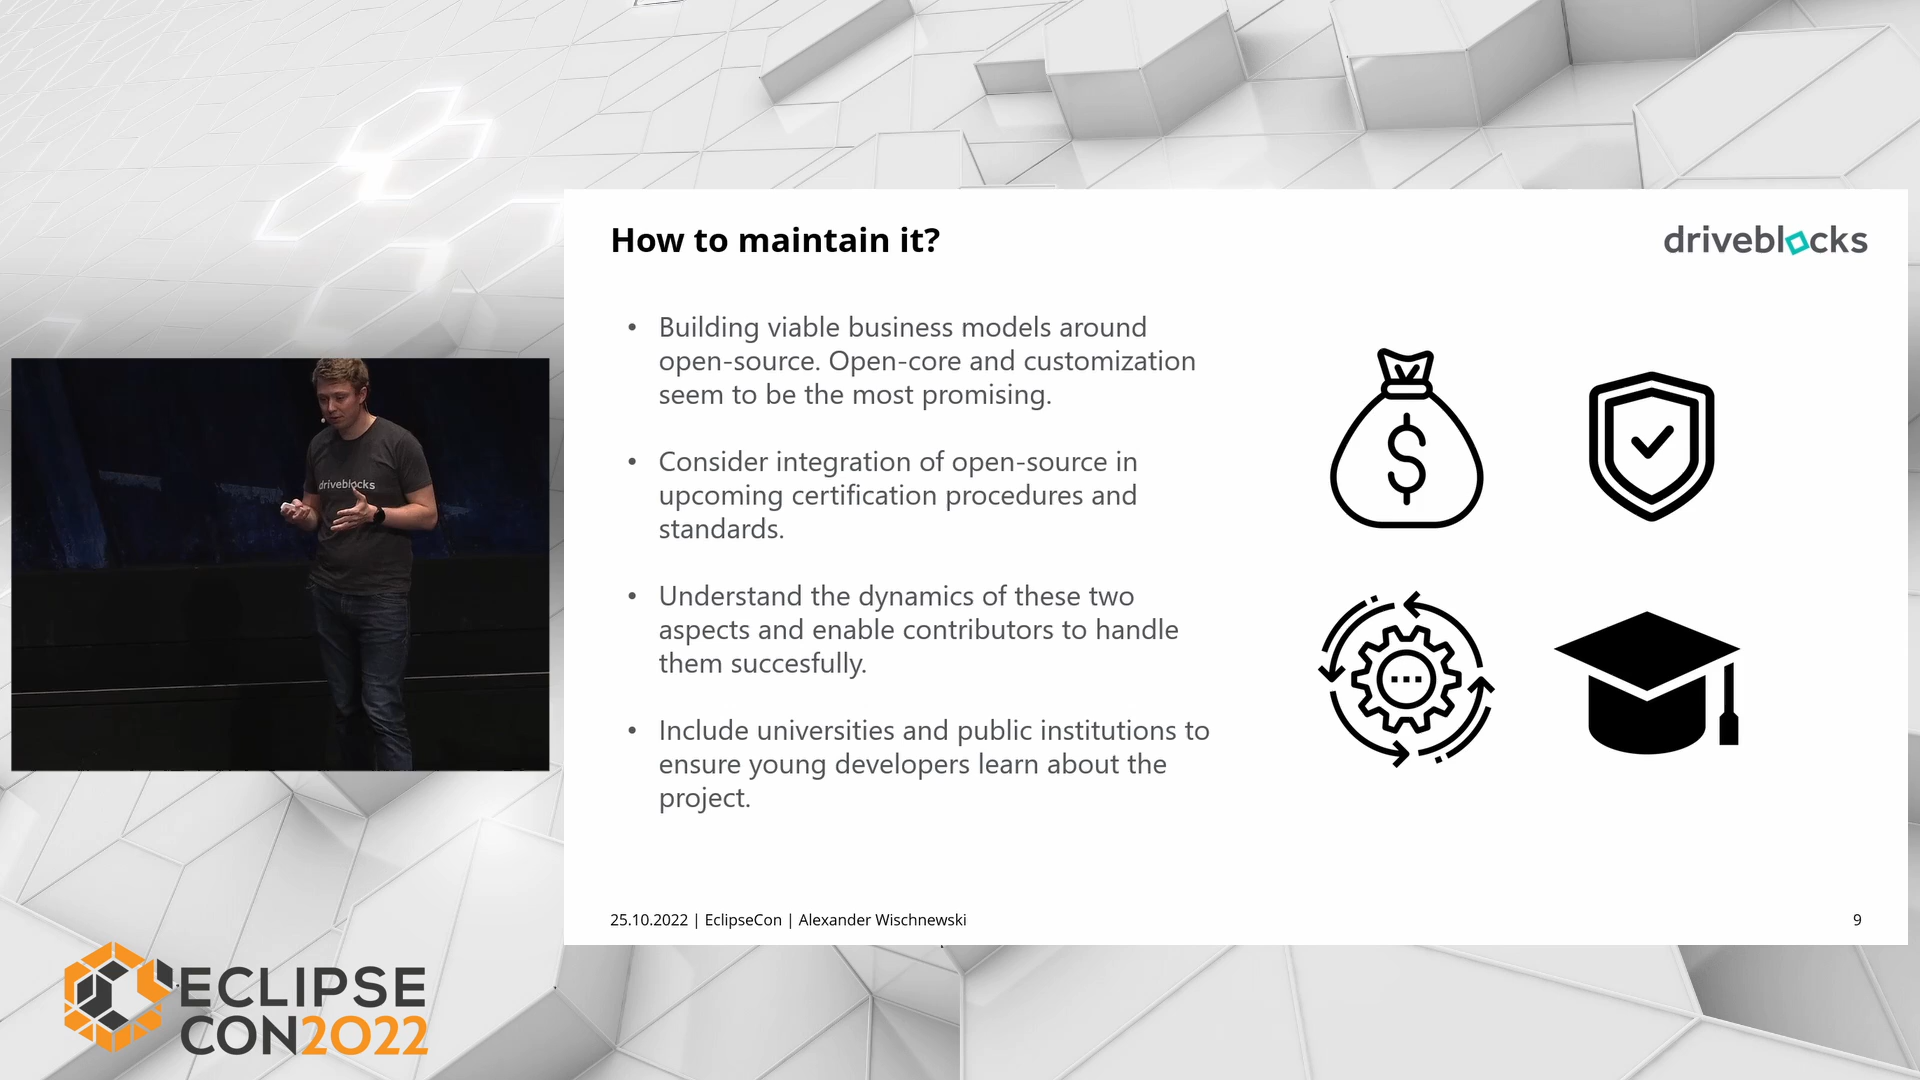 How to maintain it?
driveblocks
• Building viable business models around
open-source. Open-core and customization
seem to be the most promising.
• Consider integration of open-source in
upcoming certification procedures and
standards.
• Understand the dynamics of these two
aspects and enable contributors to handle
them succesfully.
• Include universities and public institutions to
ensure young developers learn about the
project.
$
driveblocks
25.10.2022 | EclipseCon | Alexander Wischnewski
9
ECLIPSE
CON2022